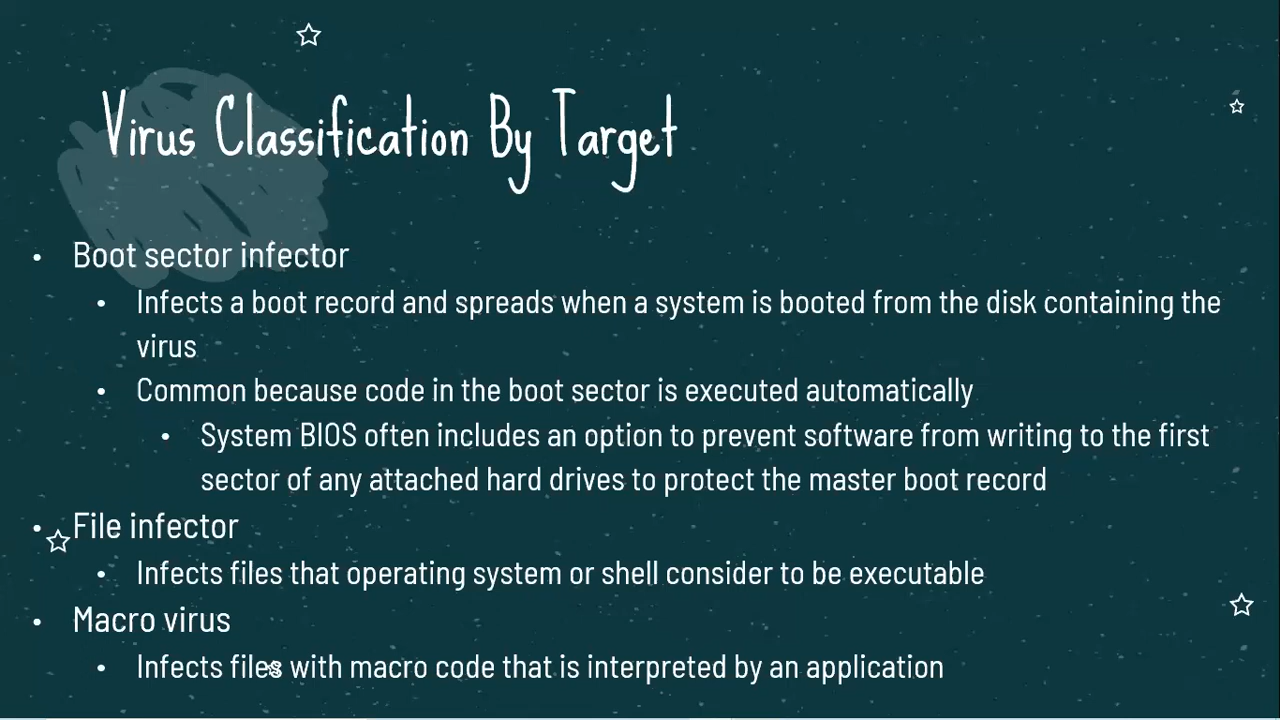 Virus Classification By Target
• Boot sector infector
• Infects a boot record and spreads when a system is booted from the disk containing the
virus
• Common because code in the boot sector is executed automatically
• System BIOS often includes an option to prevent software from writing to the first
sector of any attached hard drives to protect the master boot record
• File infector
• Infects files that operating system or shell consider to be executable
• Macro virus
• Infects files with macro code that is interpreted by an application